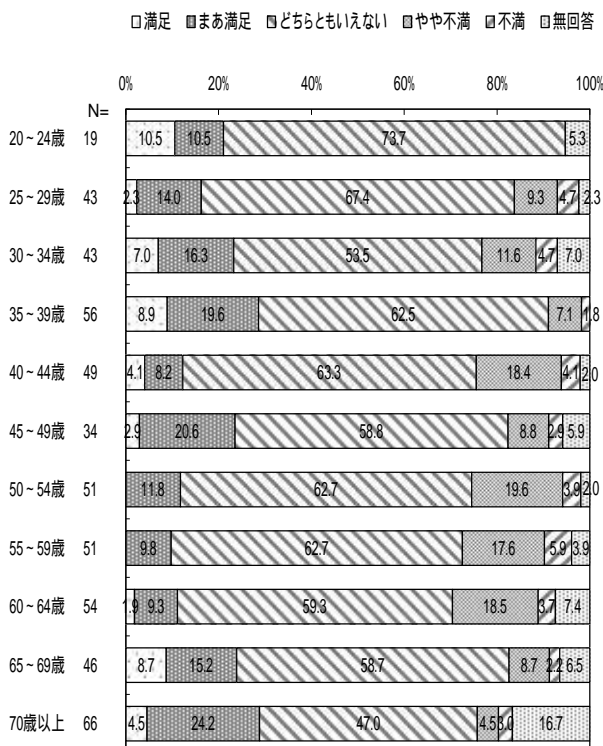 満足 まあ満足 どちらともいえない やや不満 不満 無回答
0% 20% 40% 60% 80% 100%
N=
20~24歳 19 10.5 10.5 73.7 5.3
25~29歳 43 2.3 14.0 67.4 9.3 4.7 2.3
30~34歳 43 7.0 16.3 53.5 11.6 4.7 7.0
35~39歳 56 8.9 19.6 62.5 7.1 1.8
40~44歳 49 4.1 8.2 63.3 18.4 4.1 2.0
45~49歳 34 2.9 20.6 58.8 8.8 2.9 5.9
50~54歳 51 11.8 62.7 19.6 3.9 2.0
55~59歳 51 9.8 62.7 17.6 5.9 3.9
60~64歳 54 1.9 9.3 59.3 18.5 3.7 7.4
65~69歳 46 8.7 15.2 58.7 8.7 2.2 6.5
70歳以上 66 4.5 24.2 47.0 4.5 3.0 16.7